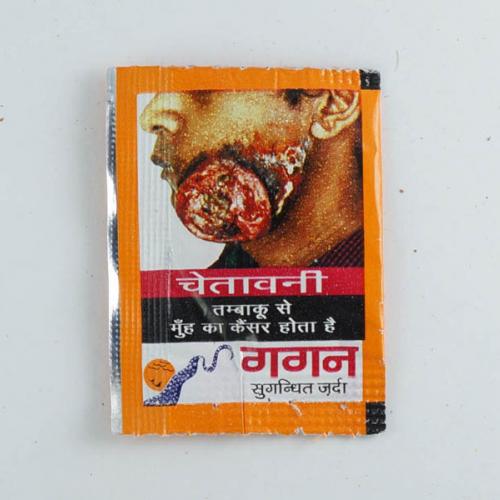 चेतावनी
तम्बाकू से
मुँह का कैंसर होता है
गगन
सुगन्धित ज़र्दा